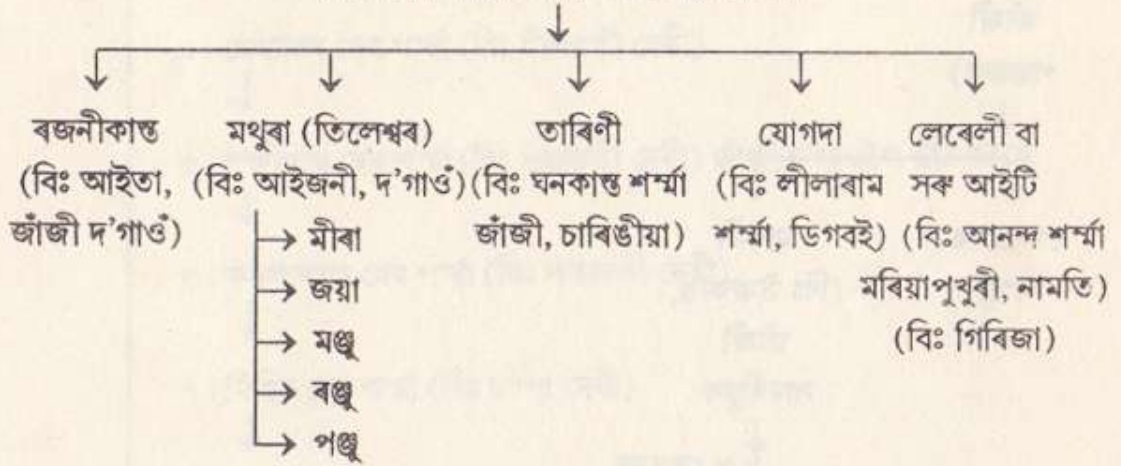 ৰজনীকান্ত মথুৰা (তিলেশ্বৰ) তাৰিণী যোগদা লেৰেলী বা
(বিঃ আইতা, (বিঃ আইজনী, দ'গাওঁ) (বিঃ ঘনকান্ত শৰ্ম্মা (বিঃ লীলাৰাম সৰু আইটি
জাঁজী দ'গাওঁ) জাঁজী, চাৰিঙীয়া) শৰ্ম্মা, ডিগবই) (বিঃ আনন্দ শৰ্ম্মা
মীৰা
মৰিয়াপুখুৰী, নামতি)
জয়া
(বিঃ গিৰিজা)
মঞ্জু
ৰঞ্জু
পঞ্জু